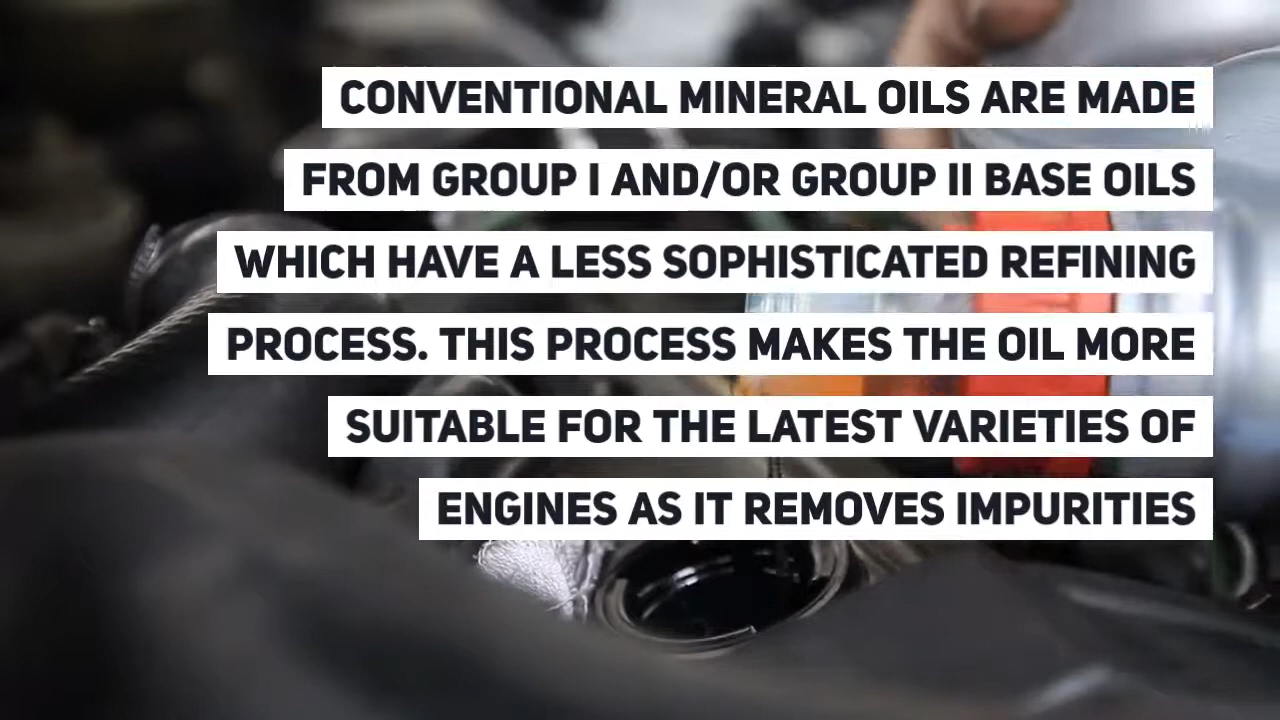 CONVENTIONAL MINERAL OILS ARE MADE
FROM GROUP I AND/OR GROUP II BASE OILS
WHICH HAVE A LESS SOPHISTICATED REFINING
PROCESS. THIS PROCESS MAKES THE OIL MORE
SUITABLE FOR THE LATEST VARIETIES OF
ENGINES AS IT REMOVES IMPURITIES